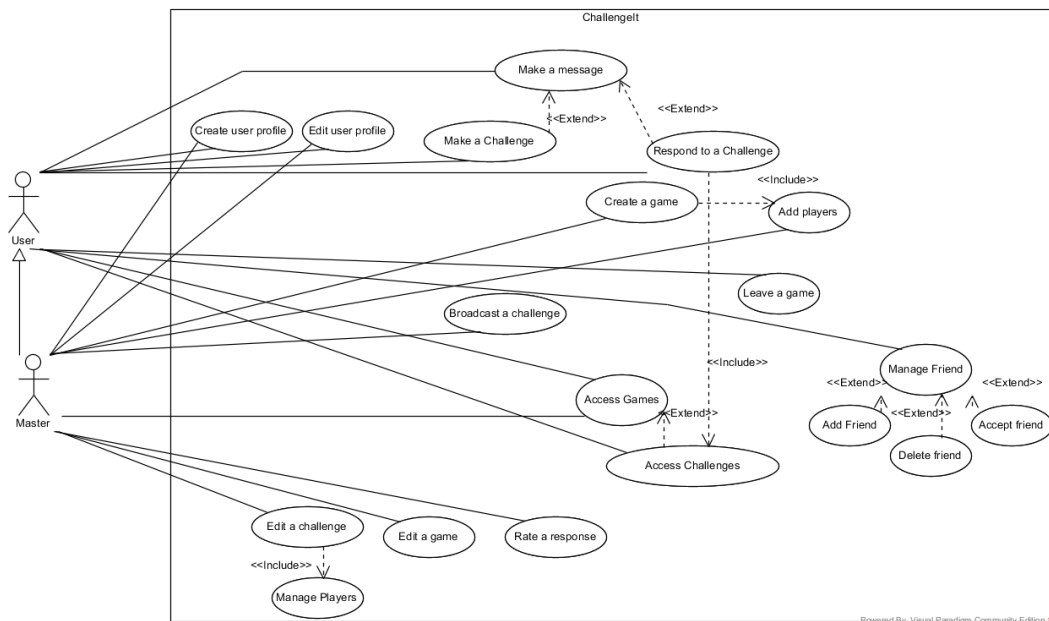 ChallengeIt
Make a message
<<Extend>>
<<Extend>>
Create user profile
Edit user profile
Make a Challenge
Respond to a Challenge
<<Include>>
Create a game
Add players
User
Leave a game
Broadcast a challenge
<<Include>>
Manage Friend
<<Extend>>
<<Extend>>
Access Games
<<Extend>>
<<Extend>>
Master
Add Friend
Accept friend
Delete friend
Access Challenges
Edit a challenge
Edit a game
Rate a response
<<Include>>
Manage Players
Powered By Visual Paradigm Community Edition